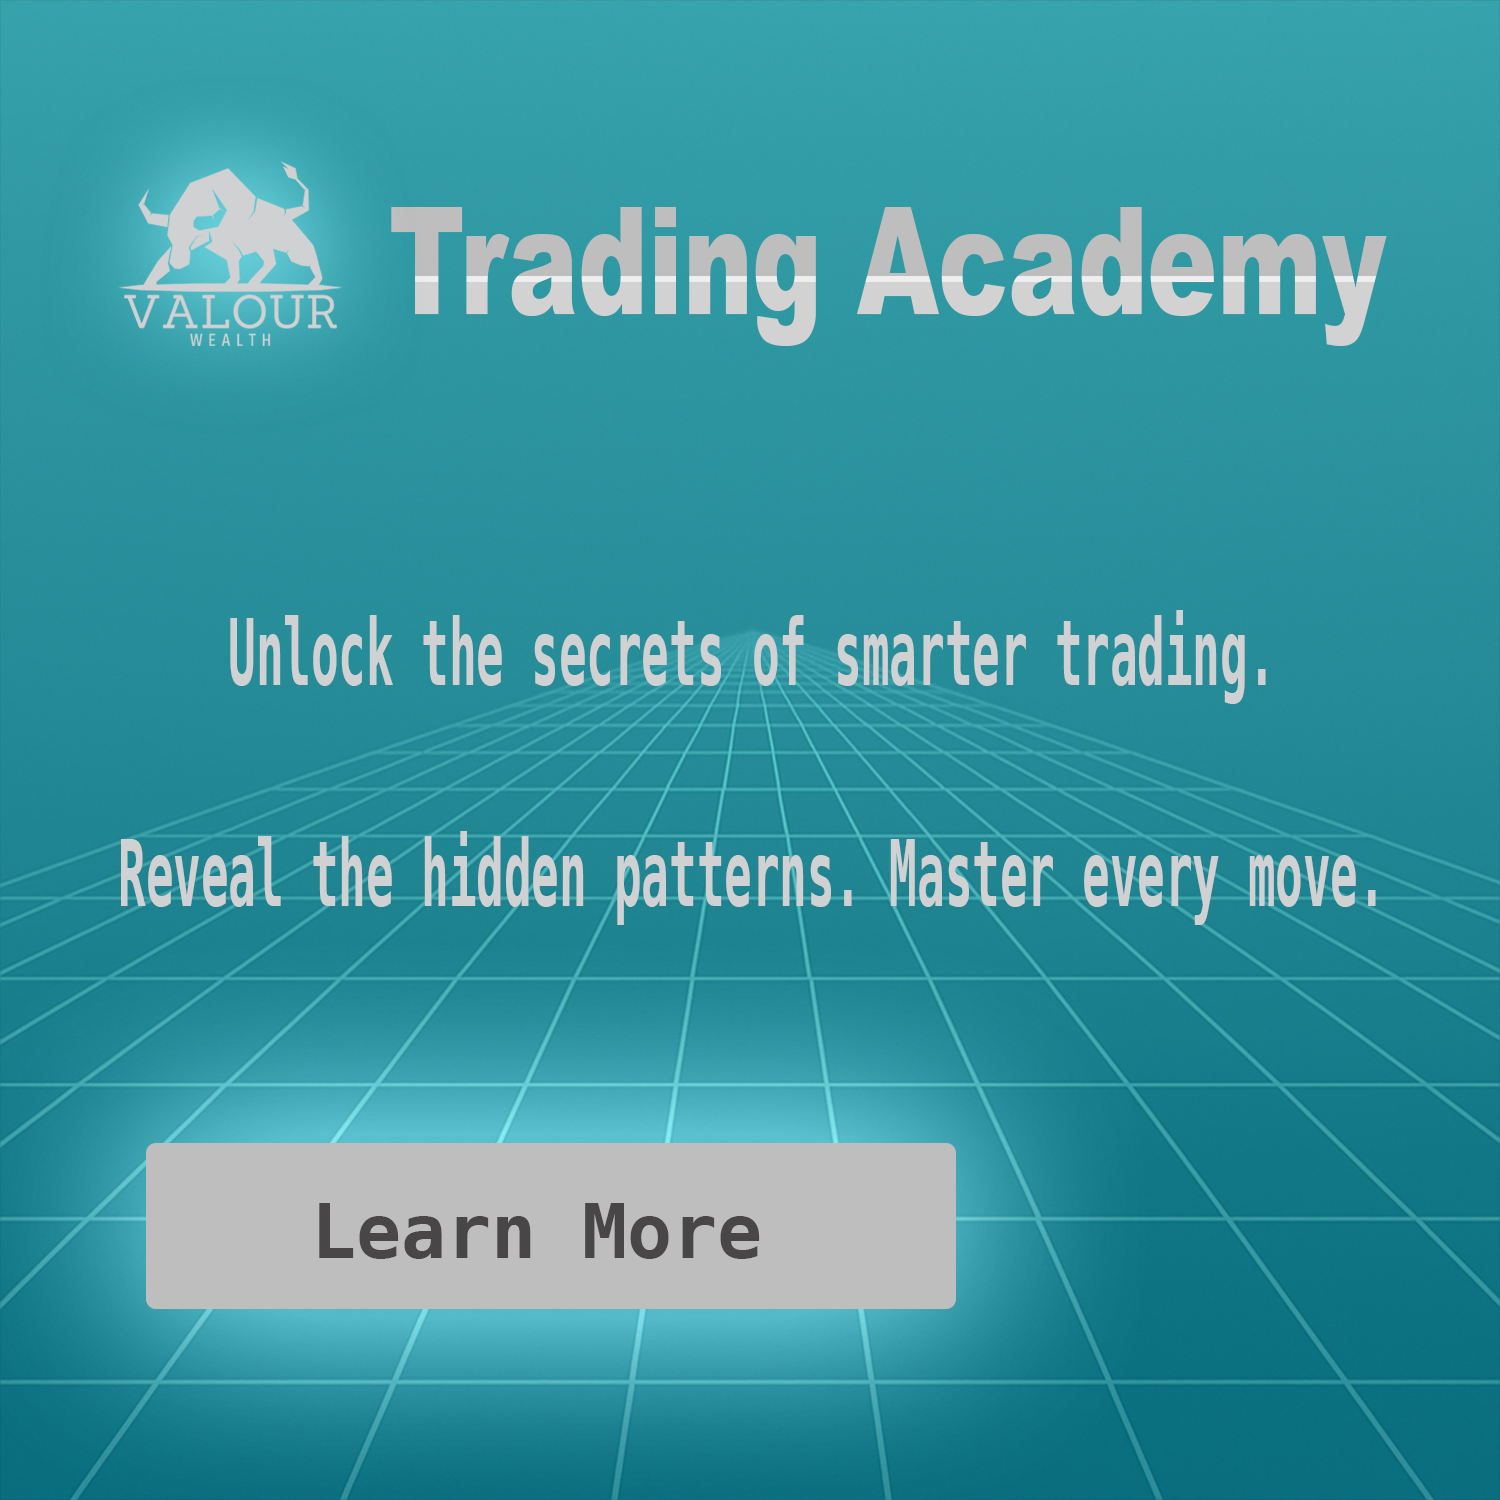 VALOUR
WEALTH
Trading Academy
Unlock the secrets of smarter trading.
Reveal the hidden patterns. Master every move.
Learn More